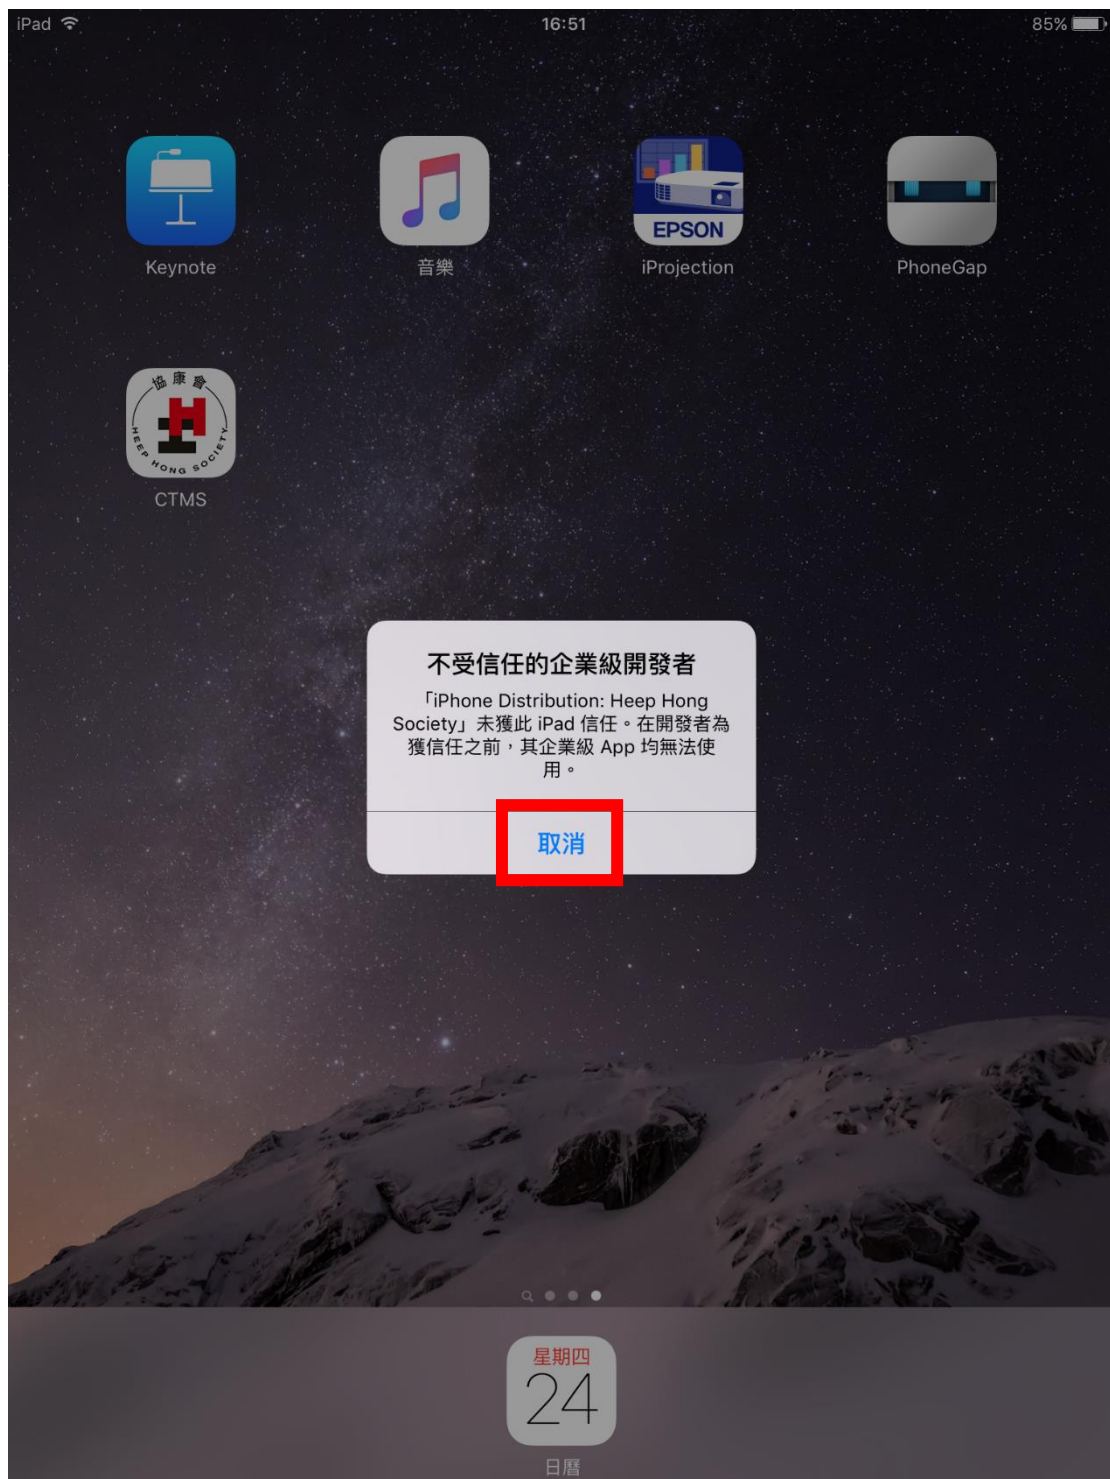 iPad 16:51 85%
EPSON
Keynote 音樂 iProjection PhoneGap
協康會
HEEP HONG SOCIETY
CTMS
不受信任的企業級開發者
「iPhone Distribution: Heep Hong
Society」未獲此 iPad 信任。在開發者為
獲信任之前，其企業級 App 均無法使
用。
取消
星期四
24
日曆